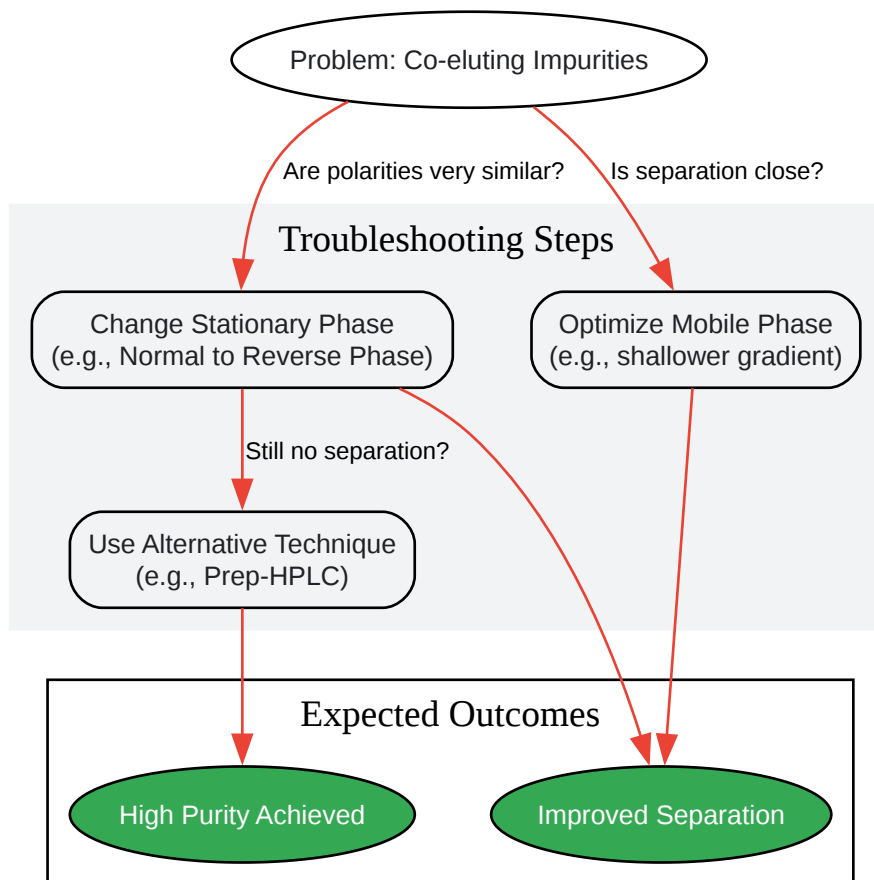 Problem: Co-eluting Impurities
Are polarities very similar?
Is separation close?
Troubleshooting Steps
Change Stationary Phase
(e.g., Normal to Reverse Phase)
Optimize Mobile Phase
(e.g., shallower gradient)
Still no separation?
Use Alternative Technique
(e.g., Prep-HPLC)
Expected Outcomes
High Purity Achieved
Improved Separation